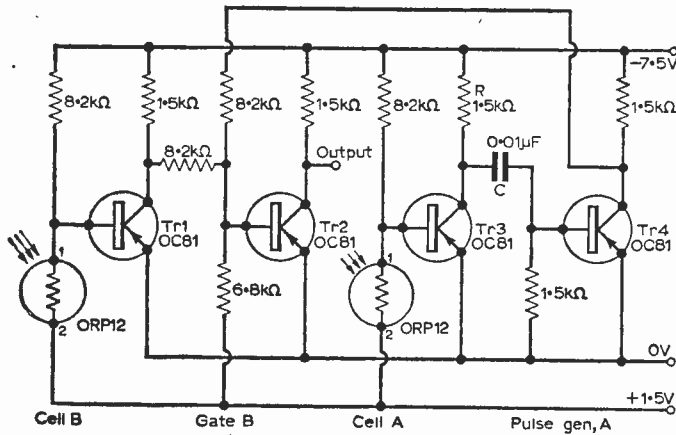 −7·5V
8·2kΩ
1·5kΩ
8·2kΩ
1·5kΩ
8·2kΩ
R
1·5kΩ
1·5kΩ
0·01μF
C
8·2kΩ
Output
Tr1
OC81
Tr2
OC81
Tr3
OC81
Tr4
OC81
1
2
ORP12
6·8kΩ
1
2
ORP12
1·5kΩ
0V
+1·5V
Cell B
Gate B
Cell A
Pulse gen, A